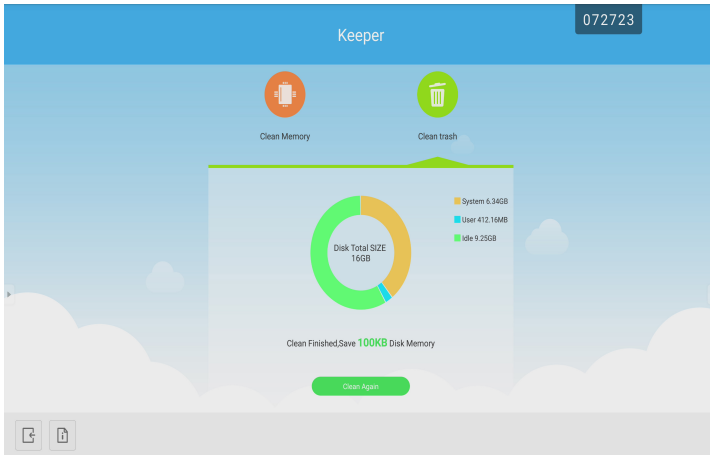 072723
Keeper
Clean Memory
Clean trash
System 6.34GB
User 412.16MB
Idle 9.25GB
Disk Total SIZE
16GB
Clean Finished,Save 100KB Disk Memory
Clean Again